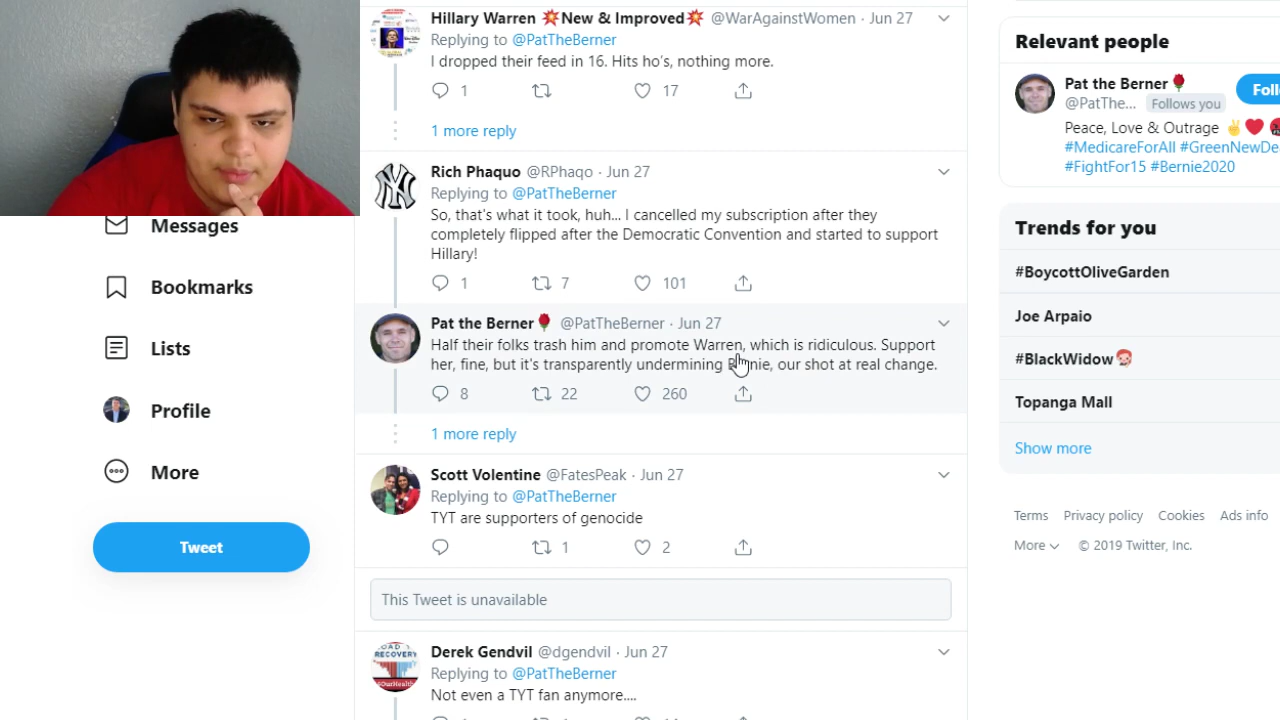 Hillary Warren 💥New & Improved💥 @WarAgainstWomen · Jun 27
Replying to @PatTheBerner
I dropped their feed in 16. Hits ho's, nothing more.
1
17
1 more reply
Rich Phaquo @RPhaqo · Jun 27
Replying to @PatTheBerner
So, that's what it took, huh... I cancelled my subscription after they
completely flipped after the Democratic Convention and started to support
Hillary!
1
7
101
Pat the Berner🌹 @PatTheBerner · Jun 27
Half their folks trash him and promote Warren, which is ridiculous. Support
her, fine, but it's transparently undermining Bernie, our shot at real change.
8
22
260
1 more reply
Scott Volentine @FatesPeak · Jun 27
Replying to @PatTheBerner
TYT are supporters of genocide
1
2
This Tweet is unavailable
Derek Gendvil @dgendvil · Jun 27
Replying to @PatTheBerner
Not even a TYT fan anymore....
Messages
Bookmarks
Lists
Profile
More
Tweet
Relevant people
Pat the Berner🌹
@PatThe... Follows you
Foll
Peace, Love & Outrage ✌️❤️🤬
#MedicareForAll #GreenNewDe
#FightFor15 #Bernie2020
Trends for you
#BoycottOliveGarden
Joe Arpaio
#BlackWidow
Topanga Mall
Show more
Terms Privacy policy Cookies Ads info
More © 2019 Twitter, Inc.